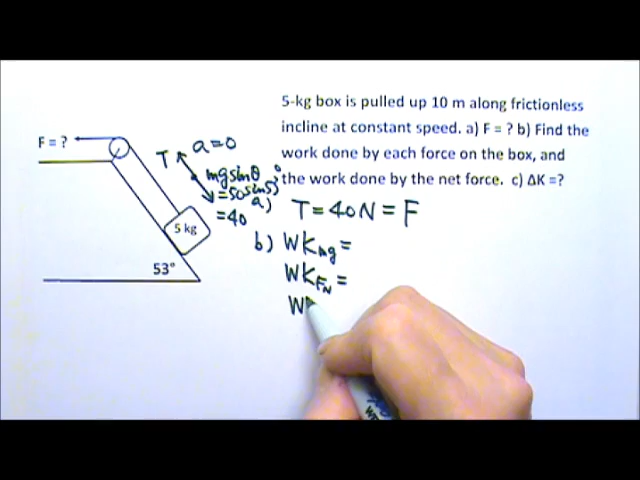 5-kg box is pulled up 10 m along frictionless
incline at constant speed. a) F = ? b) Find the
work done by each force on the box, and
the work done by the net force. c) ΔK =?
F = ?
T
a=0
mgsinθ
=50sin53°
=40
5 kg
53°
a)
T=40N=F
b) WKmg=
WKFN=
W